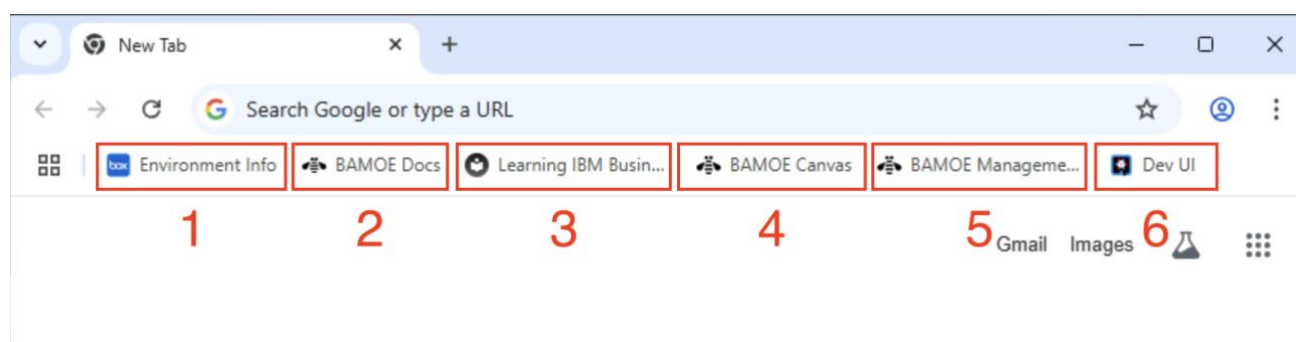 New Tab
Search Google or type a URL
box Environment Info BAMOE Docs Learning IBM Busin... BAMOE Canvas BAMOE Manageme... Dev UI
1 2 3 4 5 6
Gmail Images